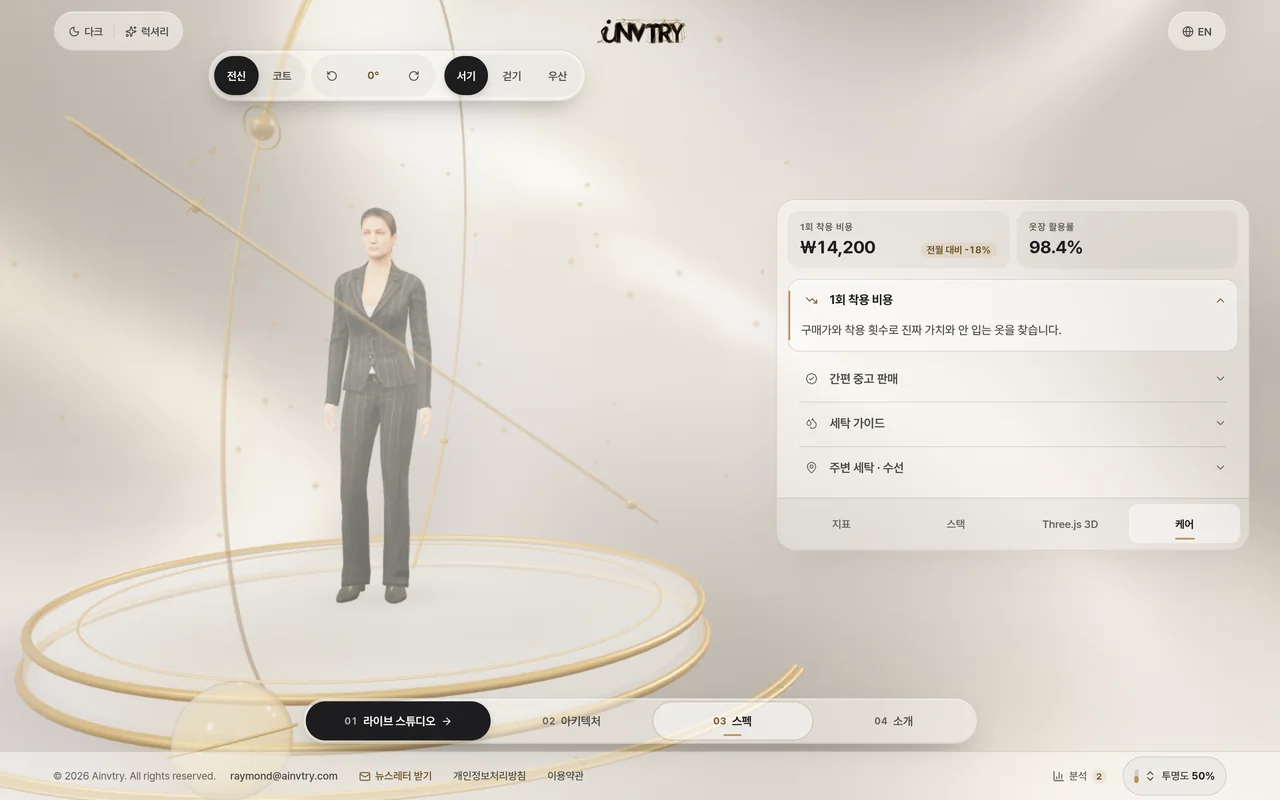 다크
럭셔리
iNVTRY
EN
전신
코트
0°
서기
걷기
우산
1회 착용 비용
₩14,200
전월 대비 -18%
옷장 활용률
98.4%
1회 착용 비용
구매가와 착용 횟수로 진짜 가치와 안 입는 옷을 찾습니다.
간편 중고 판매
세탁 가이드
주변 세탁 · 수선
지표
스택
Three.js 3D
케어
01 라이브 스튜디오 →
02 아키텍처
03 스펙
04 소개
© 2026 Ainvtry. All rights reserved.
raymond@ainvtry.com
뉴스레터 받기
개인정보처리방침
이용약관
분석 2
투명도 50%